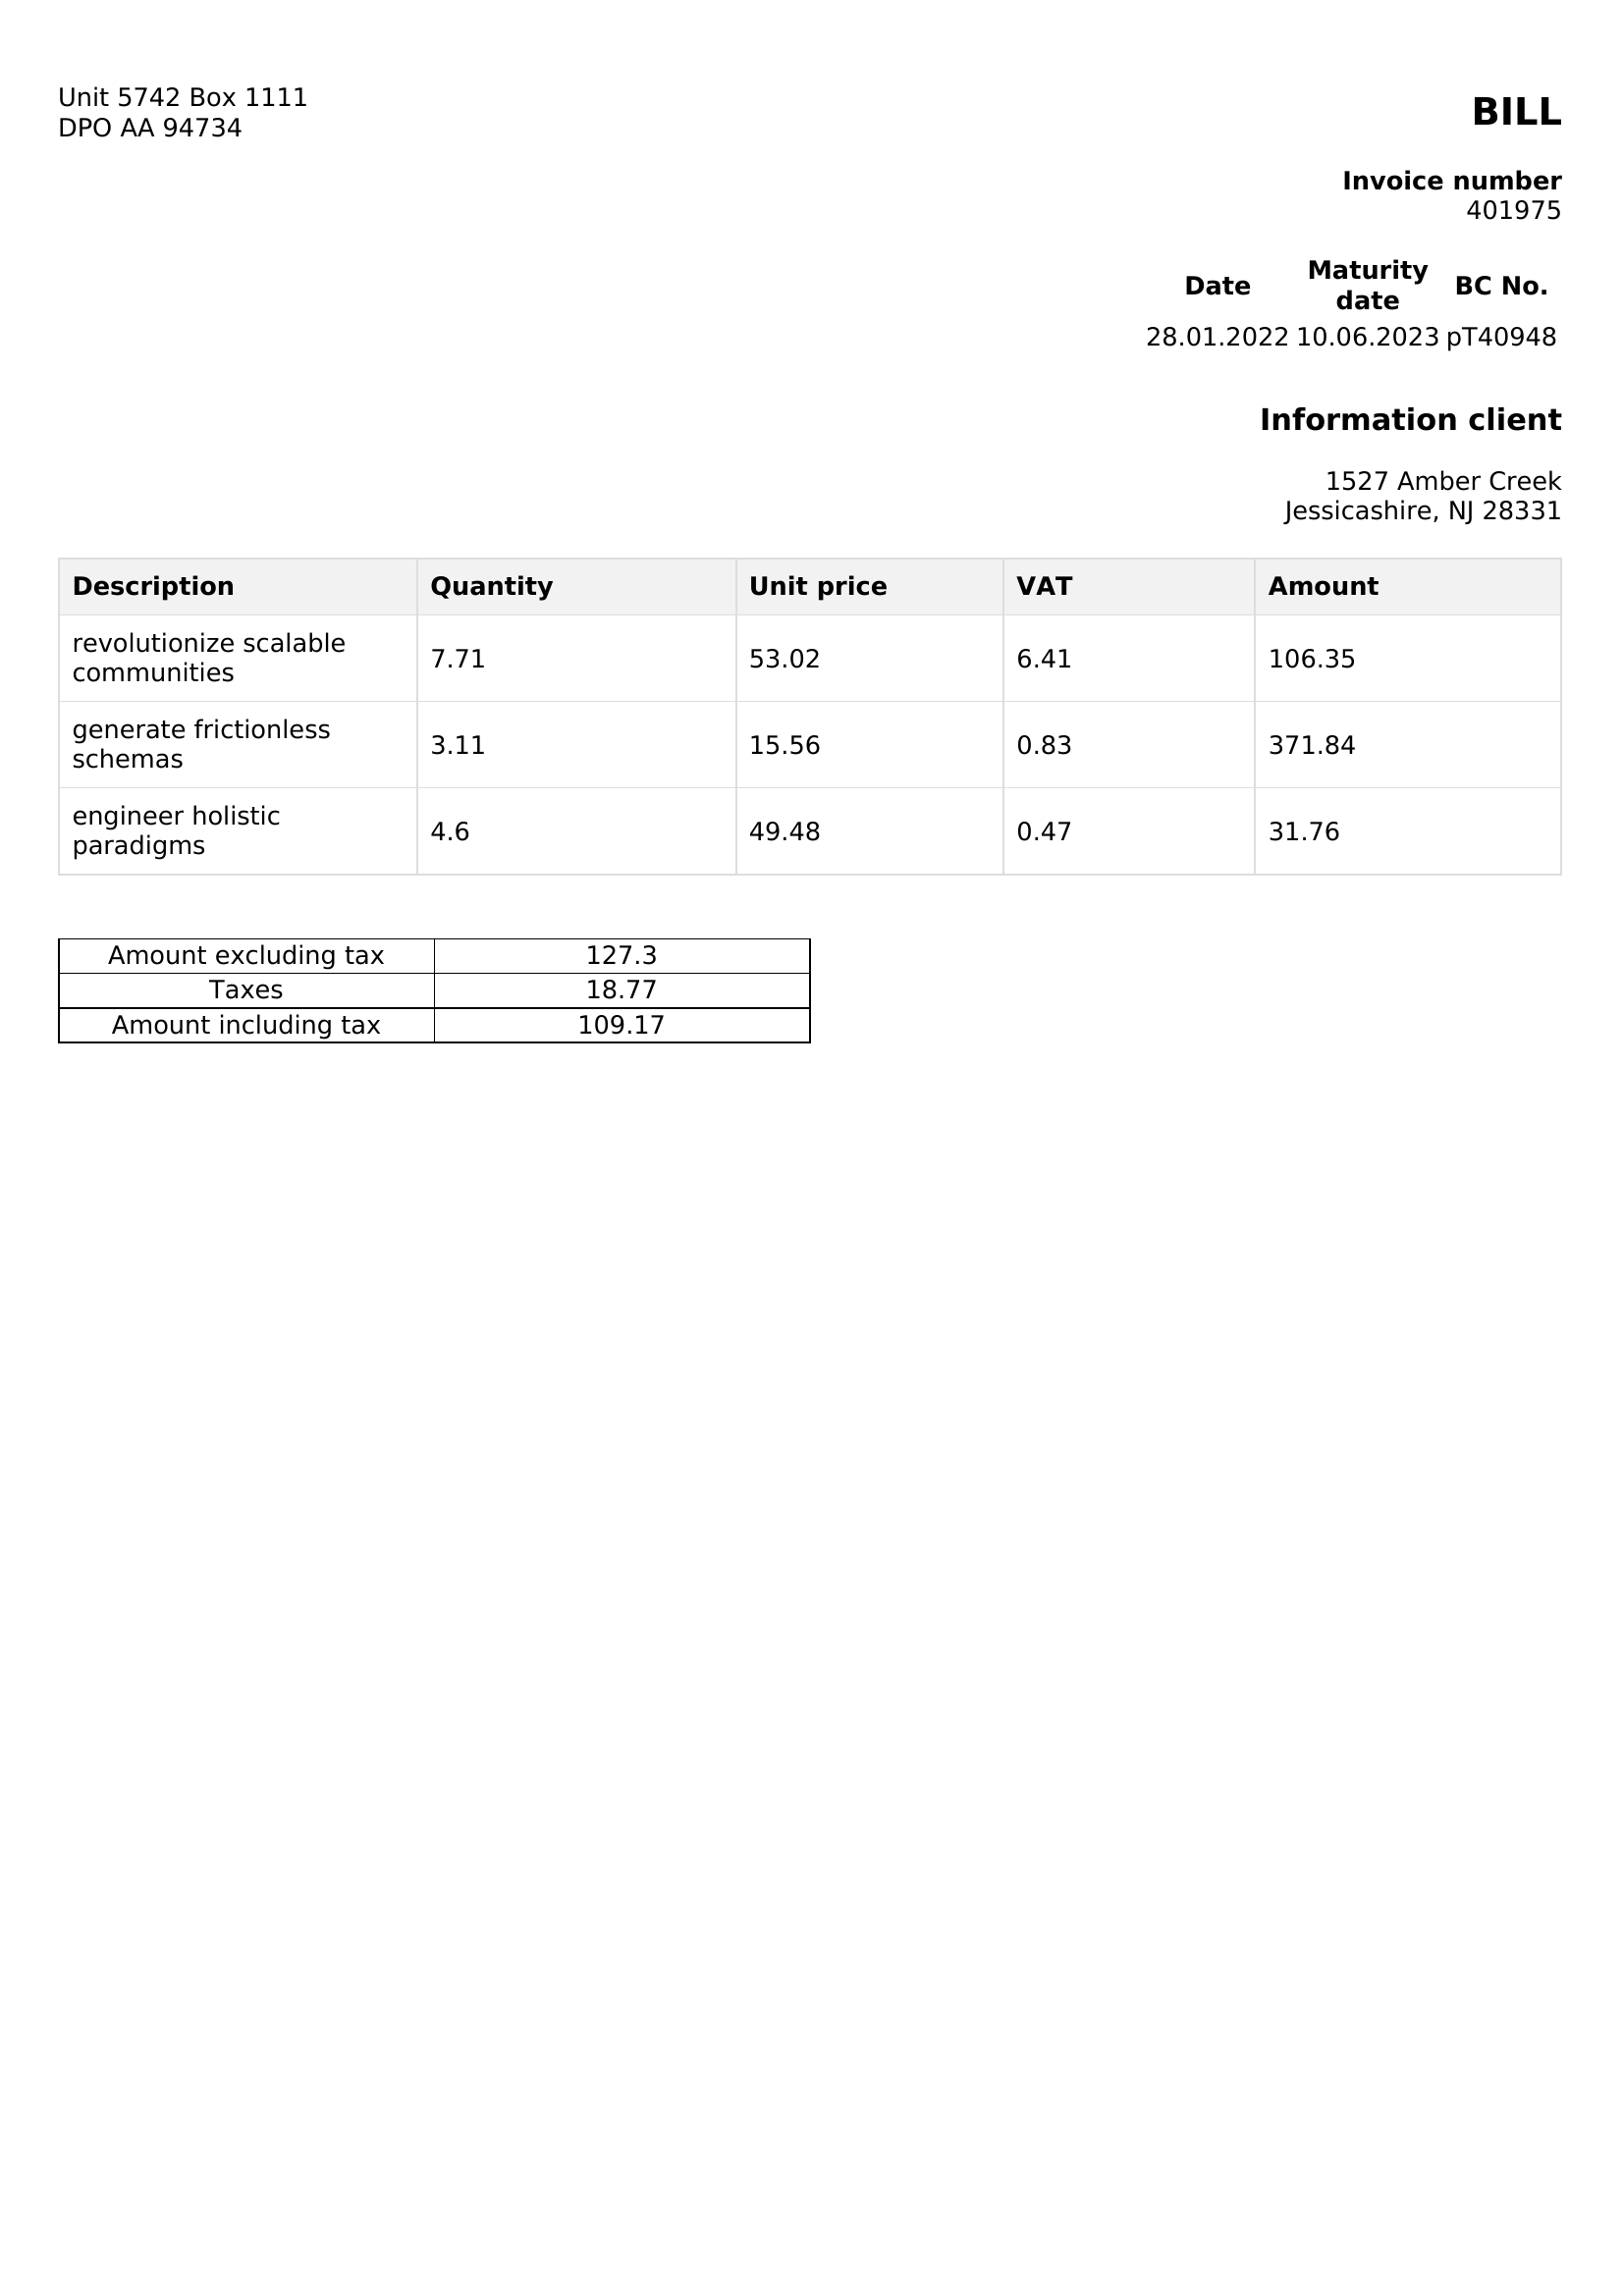 Unit 5742 Box 1111
DPO AA 94734
BILL
Invoice number
401975
Date Maturity date BC No.
28.01.2022 10.06.2023 pT40948
Information client
1527 Amber Creek
Jessicashire, NJ 28331
Description Quantity Unit price VAT Amount
revolutionize scalable communities 7.71 53.02 6.41 106.35
generate frictionless schemas 3.11 15.56 0.83 371.84
engineer holistic paradigms 4.6 49.48 0.47 31.76
Amount excluding tax 127.3
Taxes 18.77
Amount including tax 109.17